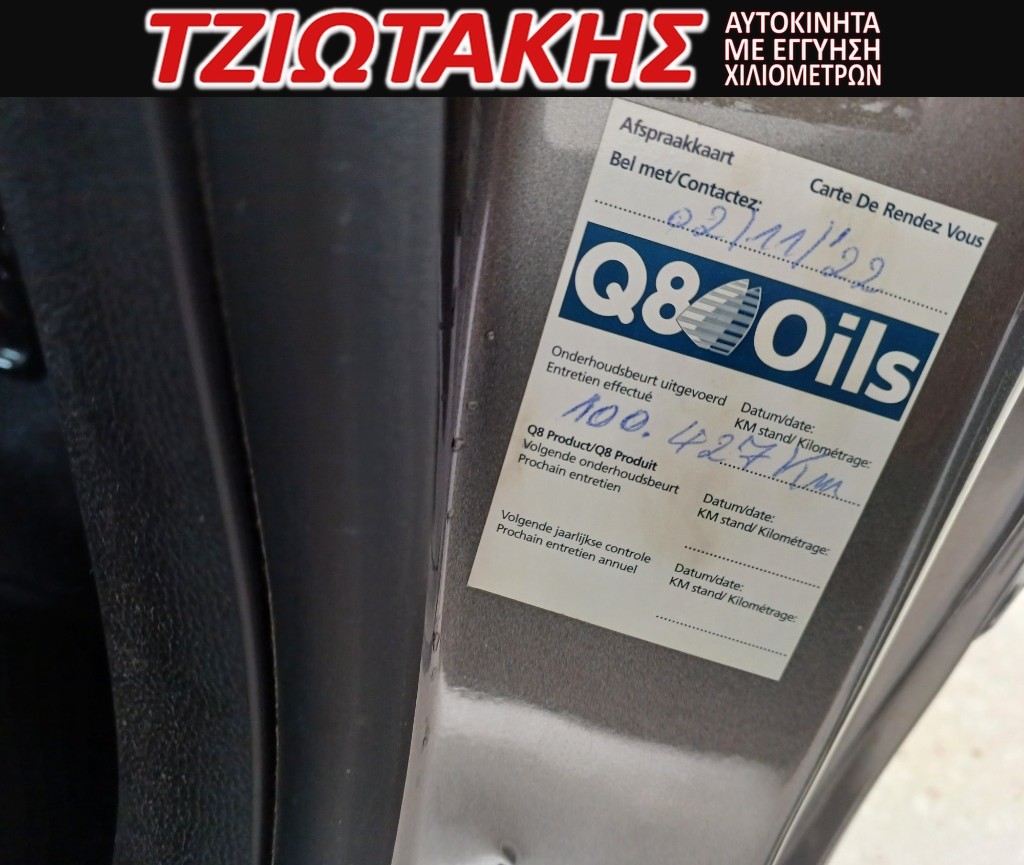 ΤΖΙΩΤΑΚΗΣ
ΑΥΤΟΚΙΝΗΤΑ
ΜΕ ΕΓΓΥΗΣΗ
ΧΙΛΙΟΜΕΤΡΩΝ
Afspraakkaart
Carte De Rendez Vous
Bel met/Contactez:
02/11/'22
Q8 Oils
Onderhoudsbeurt uitgevoerd
Entretien effectué
Datum/date:
KM stand/ Kilométrage:
100.427 Km
Q8 Product/Q8 Produit
Volgende onderhoudsbeurt
Prochain entretien
Datum/date:
KM stand/ Kilométrage:
Volgende jaarlijkse controle
Prochain entretien annuel
Datum/date:
KM stand/ Kilométrage: